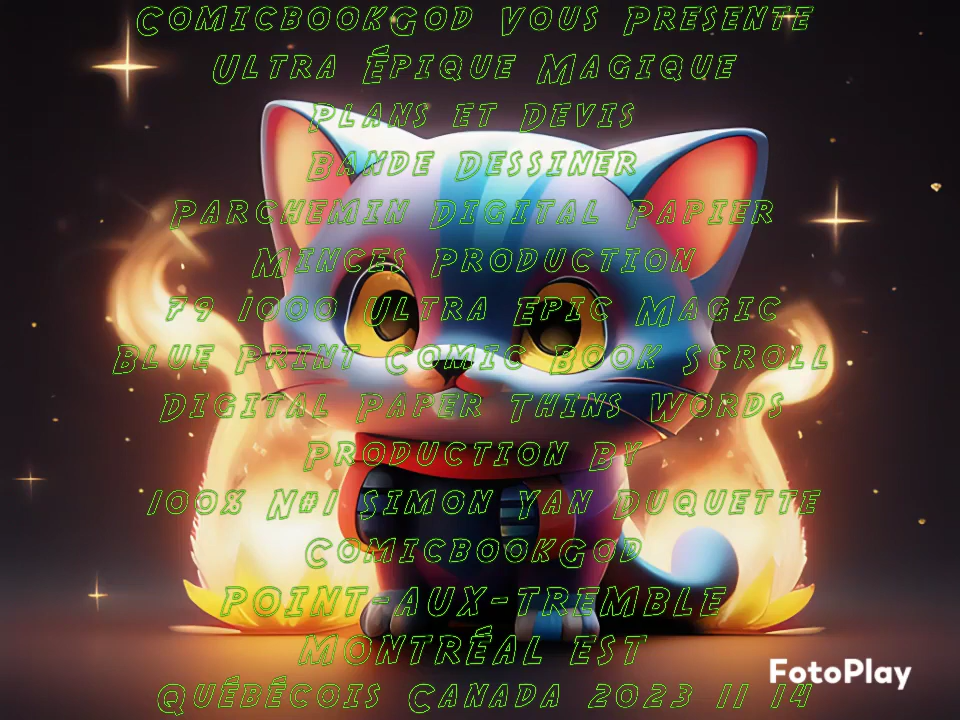 ComicbookGod Vous Presente
Ultra Épique Magique
Plans et Devis
Bande Dessiner
Parchemin Digital Papier
Minces Production
79 1000 Ultra Epic Magic
Blue Print Comic Book Scroll
Digital Paper Thins Words
Production By
100% N#1 Simon Yan Duquette
ComicbookGod
Point-aux-Tremble
Montréal Est
Québécois Canada 2023 11 14
FotoPlay